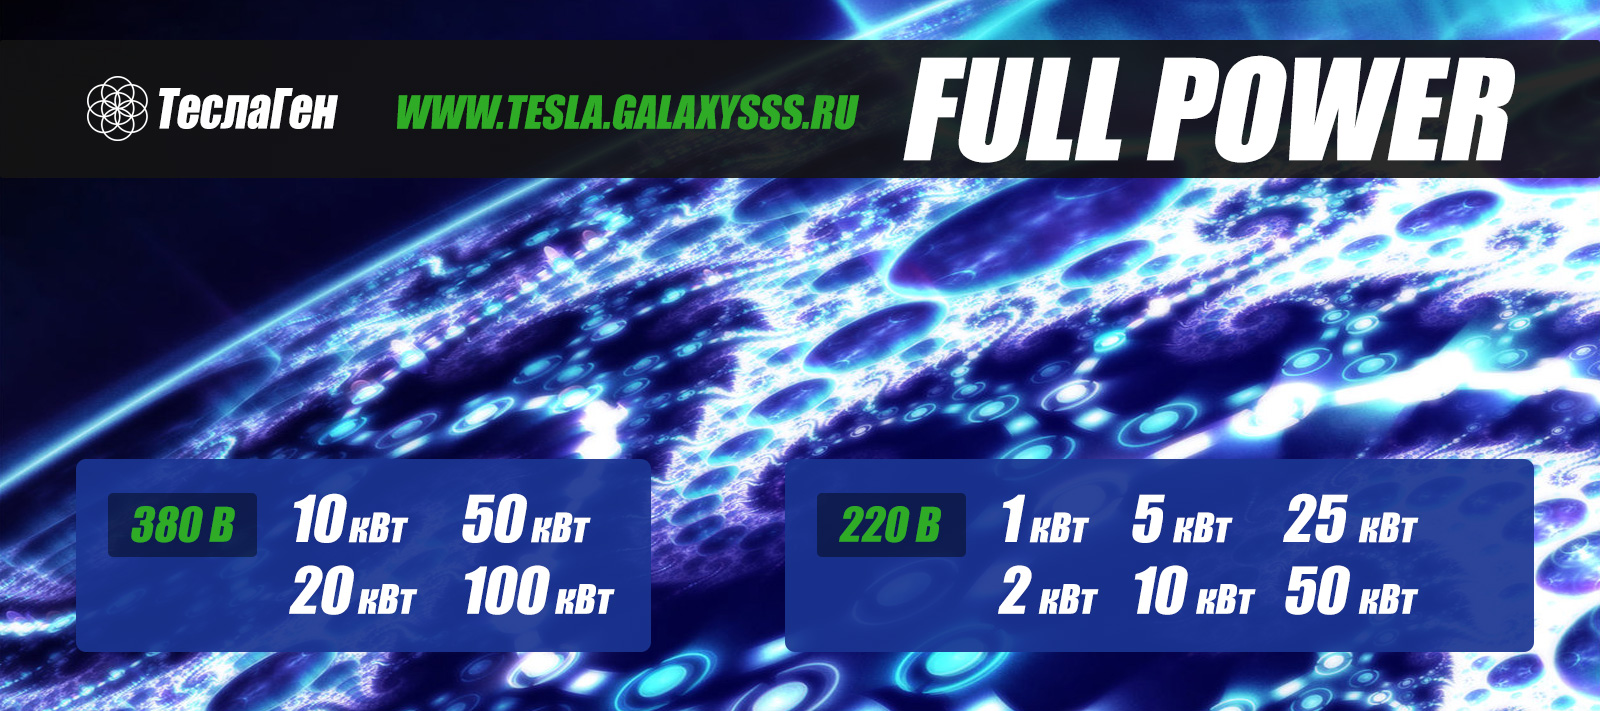 ТеслаГен WWW.TESLA.GALAXYSSS.RU FULL POWER
380 В 10 кВт 50 кВт
20 кВт 100 кВт
220 В 1 кВт 5 кВт 25 кВт
2 кВт 10 кВт 50 кВт